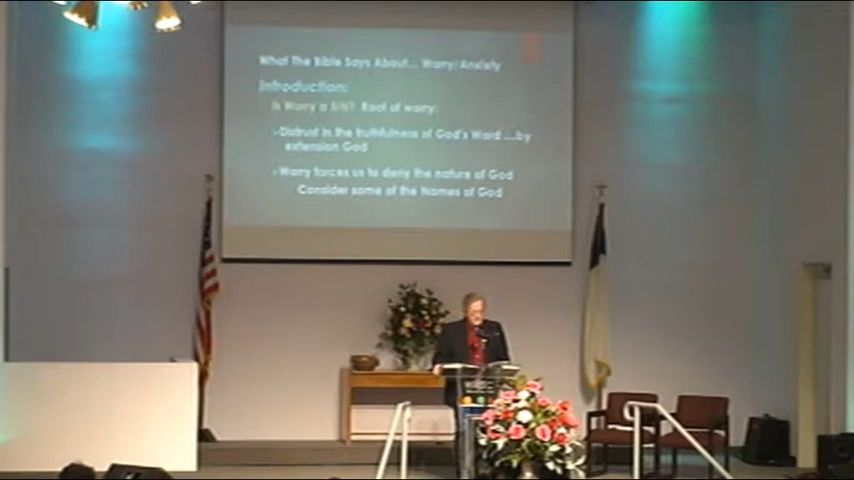 What The Bible Says About... Worry/Anxiety
Introduction:
Is Worry a SIN? Root of worry:
➢Distrust in the truthfulness of God's Word ....by
extension God
➢Worry forces us to deny the nature of God
Consider some of the Names of God